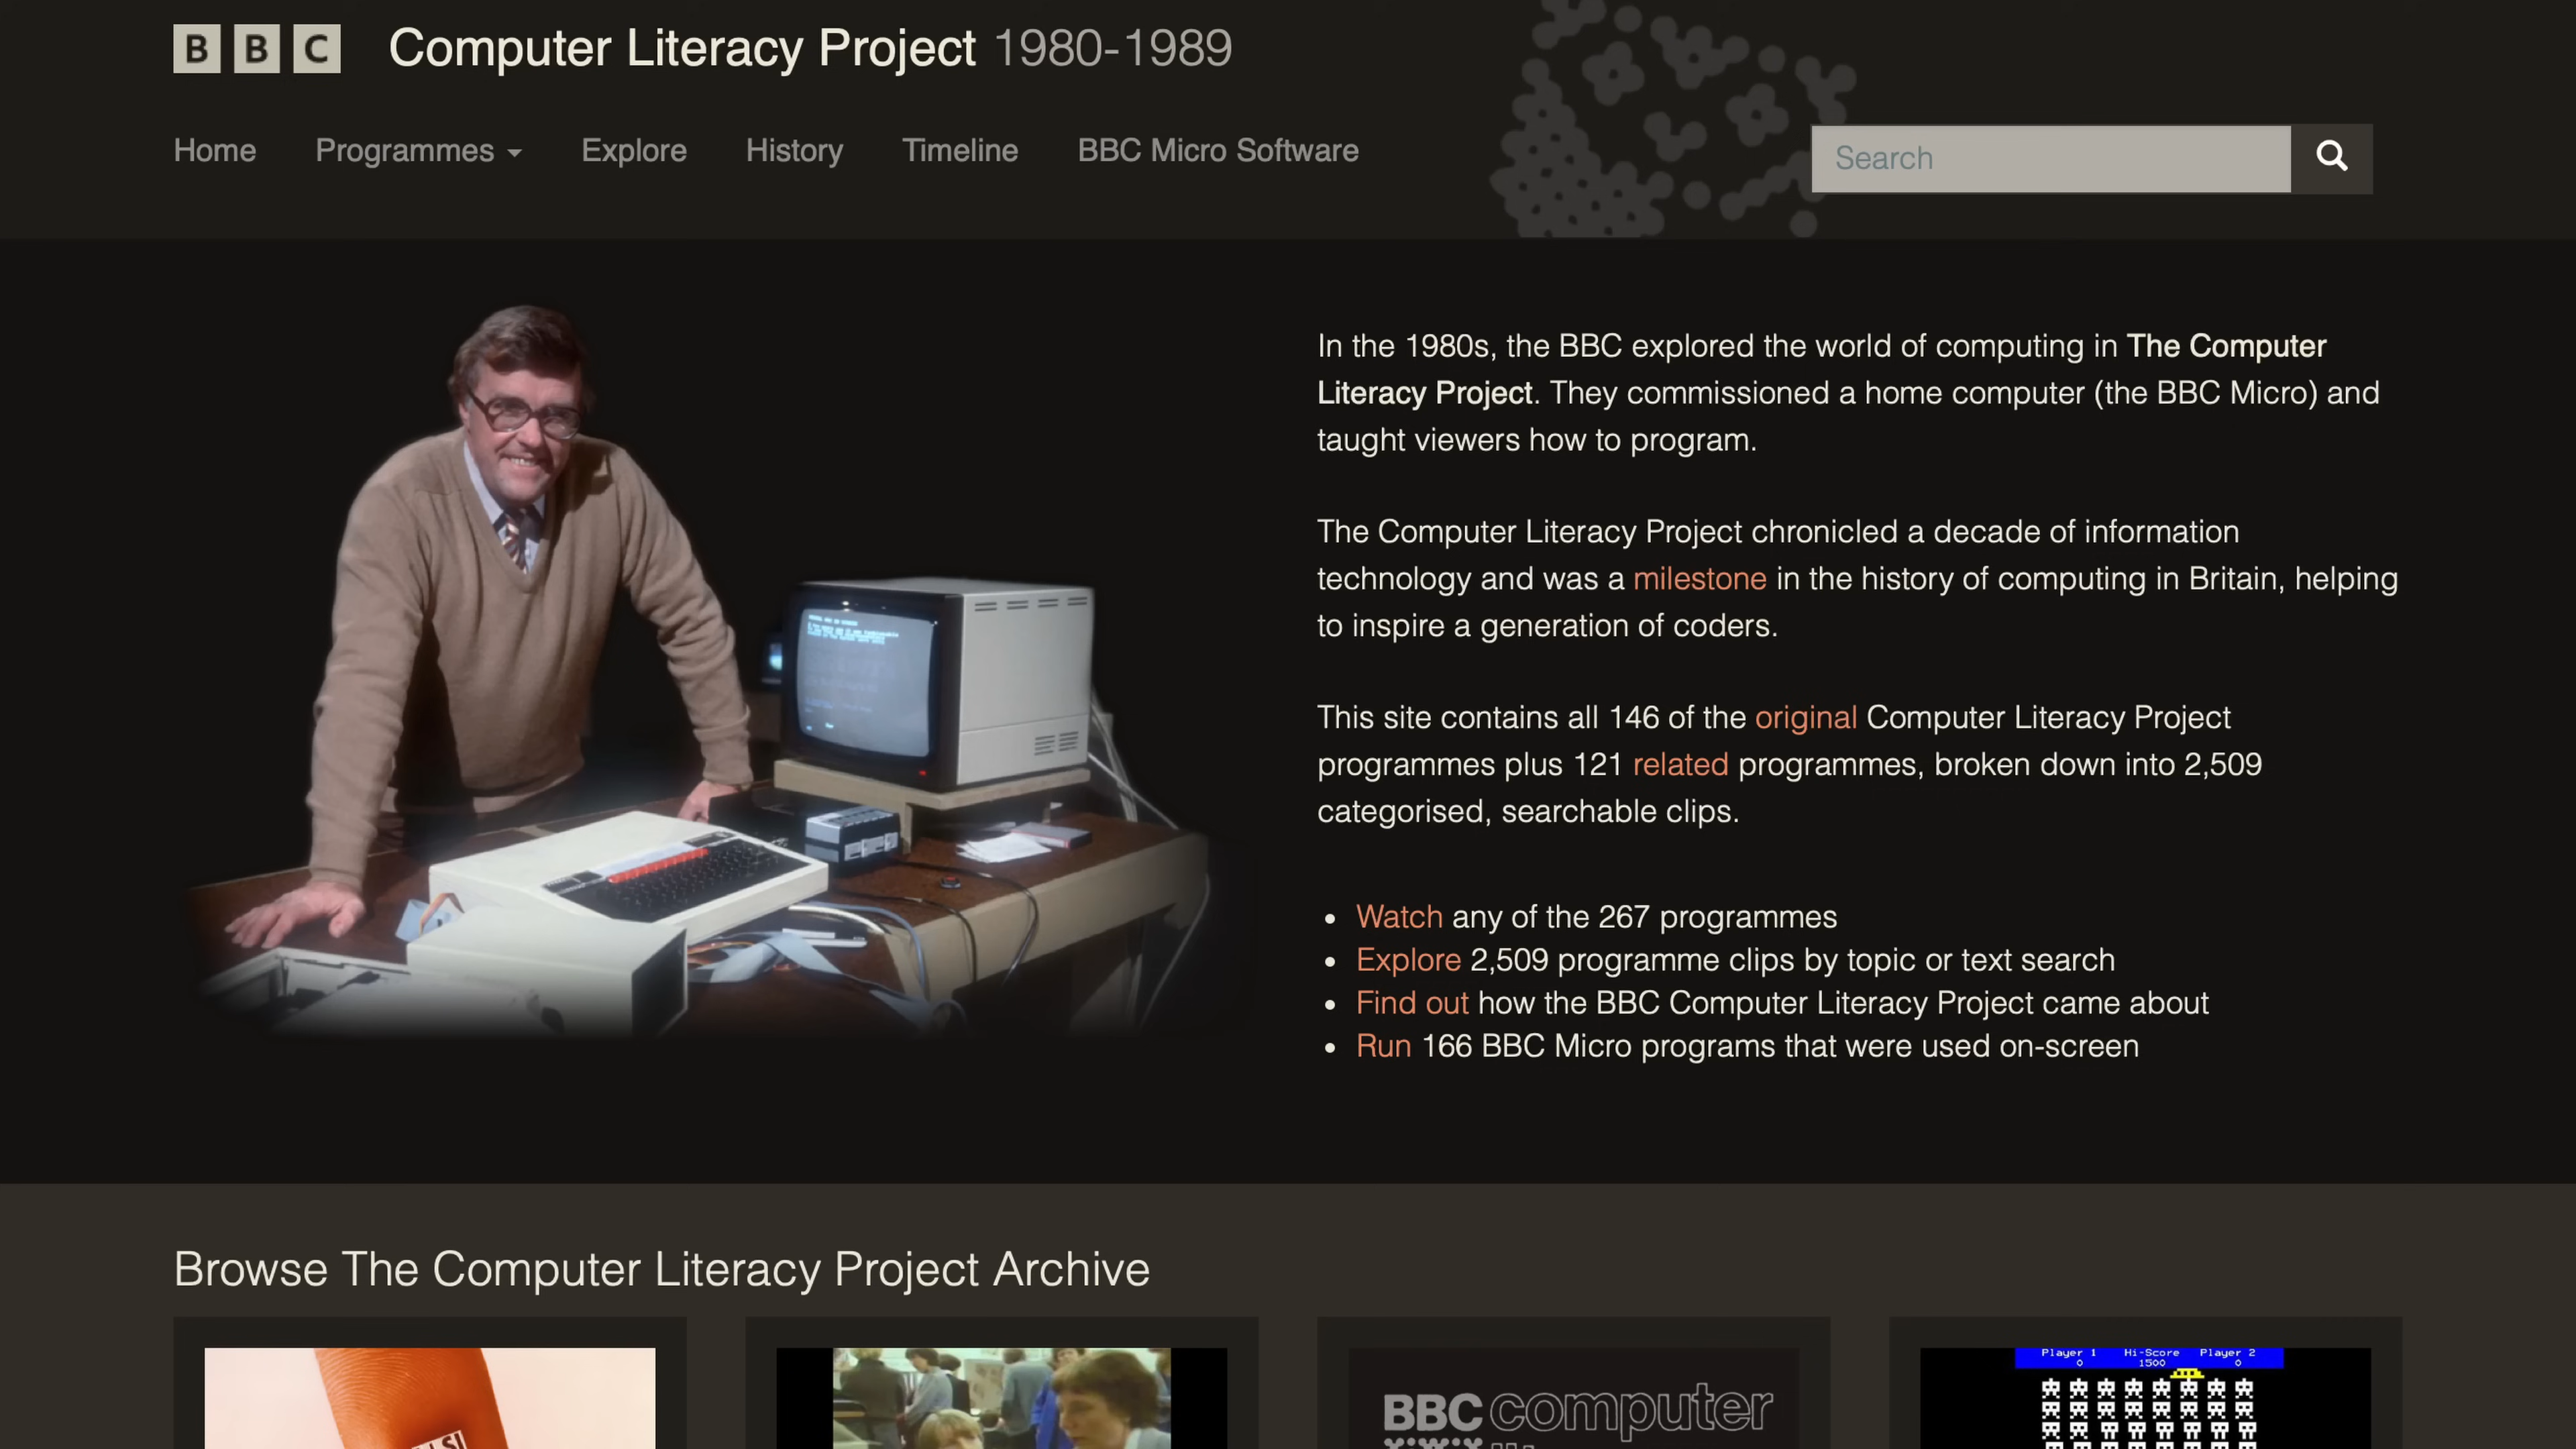 BBC Computer Literacy Project 1980-1989
Home Programmes Explore History Timeline BBC Micro Software
Search
In the 1980s, the BBC explored the world of computing in The Computer
Literacy Project. They commissioned a home computer (the BBC Micro) and
taught viewers how to program.
The Computer Literacy Project chronicled a decade of information
technology and was a milestone in the history of computing in Britain, helping
to inspire a generation of coders.
This site contains all 146 of the original Computer Literacy Project
programmes plus 121 related programmes, broken down into 2,509
categorised, searchable clips.
• Watch any of the 267 programmes
• Explore 2,509 programme clips by topic or text search
• Find out how the BBC Computer Literacy Project came about
• Run 166 BBC Micro programs that were used on-screen
Browse The Computer Literacy Project Archive
BBC computer
Player 1 Hi-Score Player 2
0 1500 0